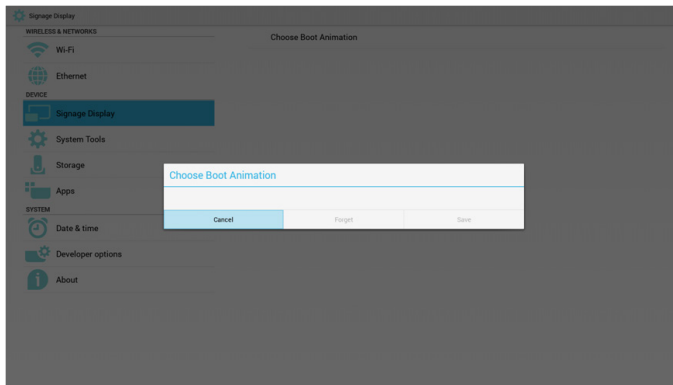 Signage Display
WIRELESS & NETWORKS
Wi-Fi
Ethernet
DEVICE
Signage Display
System Tools
Storage
Apps
SYSTEM
Date & time
Developer options
About
Choose Boot Animation
Choose Boot Animation
Cancel
Forget
Save